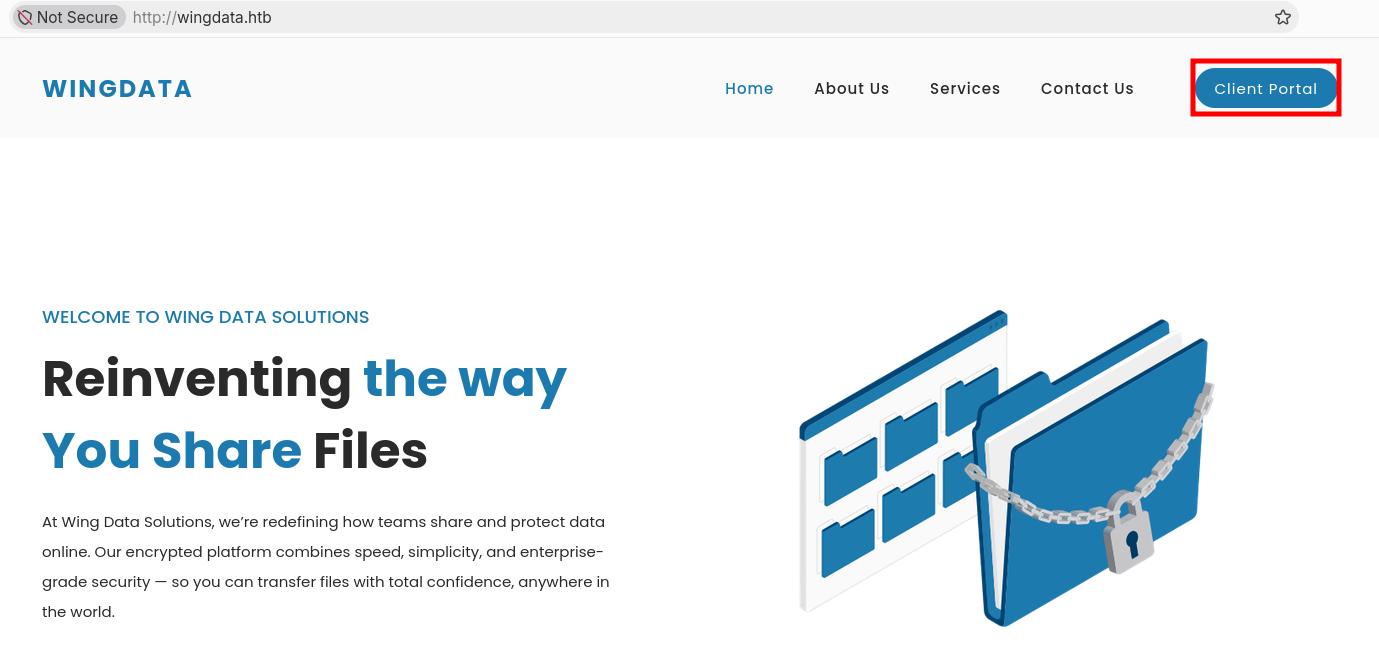 Not Secure http://wingdata.htb
WINGDATA
Home About Us Services Contact Us Client Portal
WELCOME TO WING DATA SOLUTIONS
Reinventing the way
You Share Files
At Wing Data Solutions, we’re redefining how teams share and protect data
online. Our encrypted platform combines speed, simplicity, and enterprise-
grade security — so you can transfer files with total confidence, anywhere in
the world.